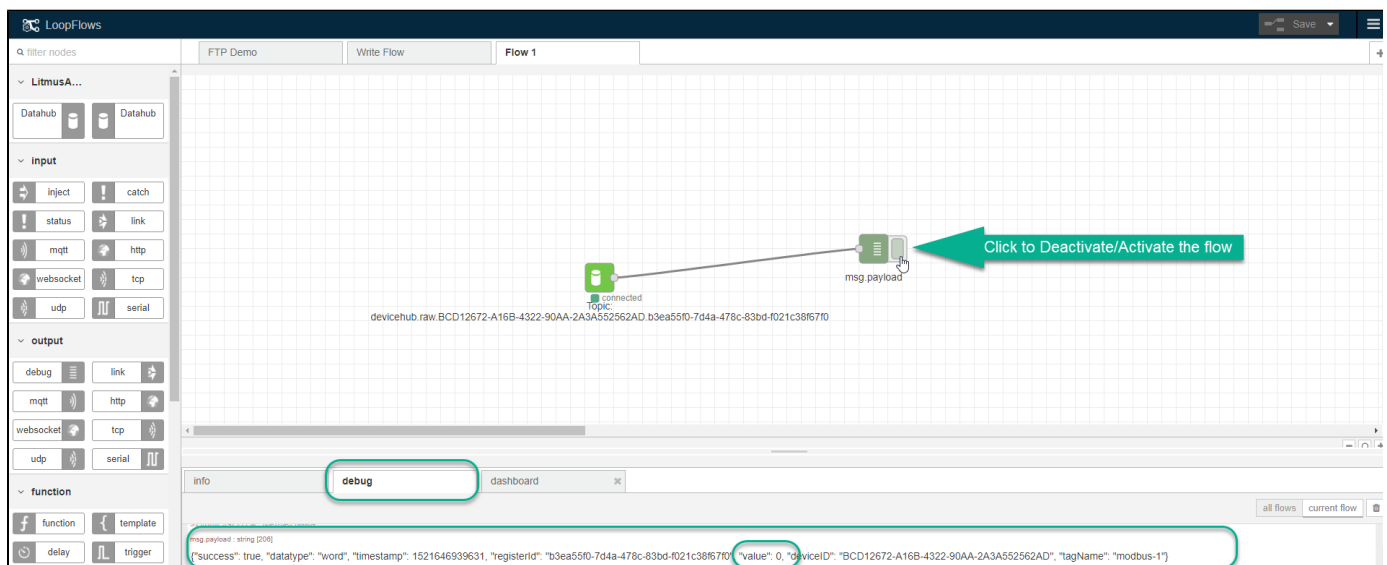 LoopFlows
Save
filter nodes
FTP Demo
Write Flow
Flow 1
LitmusA...
Datahub
Datahub
input
inject
catch
status
link
mqtt
http
websocket
tcp
udp
serial
output
debug
link
mqtt
http
websocket
tcp
udp
serial
function
function
template
delay
trigger
Click to Deactivate/Activate the flow
msg.payload
connected
Topic:
devicehub.raw.BCD12672-A16B-4322-90AA-2A3A552562AD.b3ea55f0-7d4a-478c-83bd-f021c38f67f0
info
debug
dashboard
all flows
current flow
msg.payload : string [206]
{"success": true, "datatype": "word", "timestamp": 1521646939631, "registerId": "b3ea55f0-7d4a-478c-83bd-f021c38f67f0", "value": 0, "deviceID": "BCD12672-A16B-4322-90AA-2A3A552562AD", "tagName": "modbus-1"}